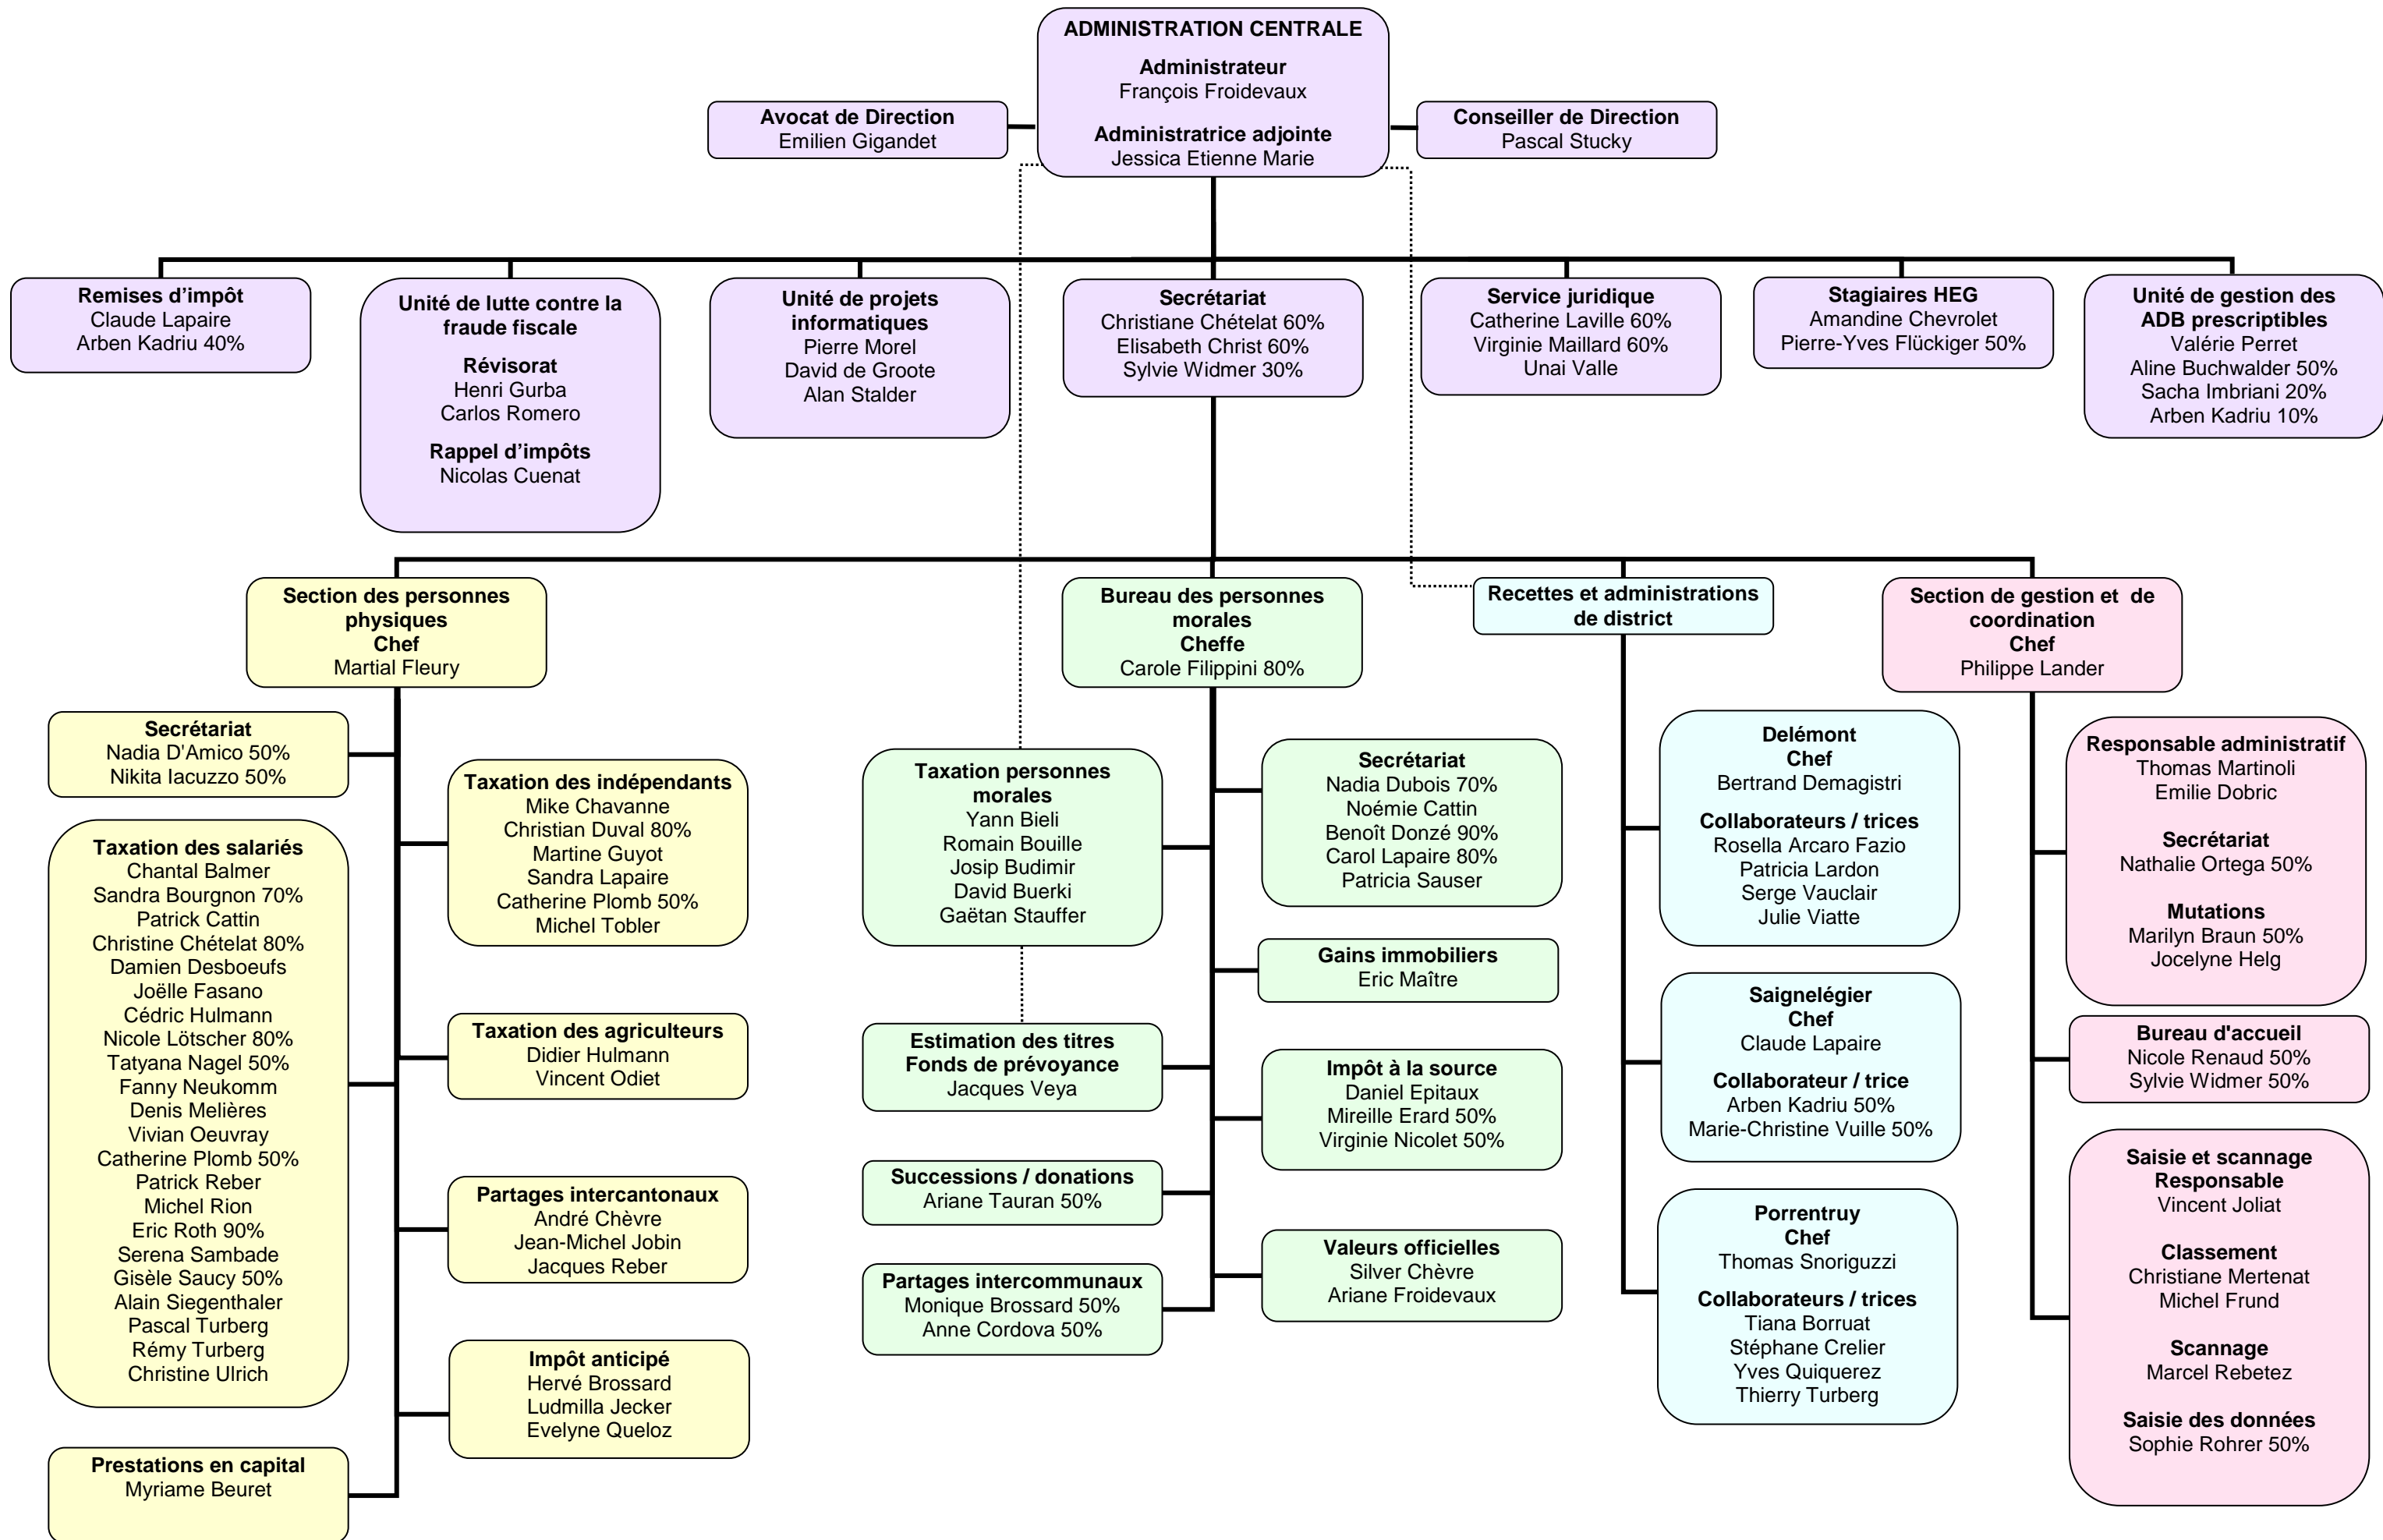 ADMINISTRATION CENTRALE
Administrateur
François Froidevaux
Administratrice adjointe
Jessica Etienne Marie
Avocat de Direction
Emilien Gigandet
Conseiller de Direction
Pascal Stucky
Remises d’impôt
Claude Lapaire
Arben Kadriu 40%
Unité de lutte contre la
fraude fiscale
Révisorat
Henri Gurba
Carlos Romero
Rappel d’impôts
Nicolas Cuenat
Unité de projets
informatiques
Pierre Morel
David de Groote
Alan Stalder
Secrétariat
Christiane Chételat 60%
Elisabeth Christ 60%
Sylvie Widmer 30%
Service juridique
Catherine Laville 60%
Virginie Maillard 60%
Unai Valle
Stagiaires HEG
Amandine Chevrolet
Pierre-Yves Flückiger 50%
Unité de gestion des
ADB prescriptibles
Valérie Perret
Aline Buchwalder 50%
Sacha Imbriani 20%
Arben Kadriu 10%
Section des personnes
physiques
Chef
Martial Fleury
Secrétariat
Nadia D'Amico 50%
Nikita Iacuzzo 50%
Taxation des salariés
Chantal Balmer
Sandra Bourgnon 70%
Patrick Cattin
Christine Chételat 80%
Damien Desboeufs
Joëlle Fasano
Cédric Hulmann
Nicole Lötscher 80%
Tatyana Nagel 50%
Fanny Neukomm
Denis Melières
Vivian Oeuvray
Catherine Plomb 50%
Patrick Reber
Michel Rion
Eric Roth 90%
Serena Sambade
Gisèle Saucy 50%
Alain Siegenthaler
Pascal Turberg
Rémy Turberg
Christine Ulrich
Prestations en capital
Myriame Beuret
Taxation des indépendants
Mike Chavanne
Christian Duval 80%
Martine Guyot
Sandra Lapaire
Catherine Plomb 50%
Michel Tobler
Taxation des agriculteurs
Didier Hulmann
Vincent Odiet
Partages intercantonaux
André Chèvre
Jean-Michel Jobin
Jacques Reber
Impôt anticipé
Hervé Brossard
Ludmilla Jecker
Evelyne Queloz
Bureau des personnes
morales
Cheffe
Carole Filippini 80%
Taxation personnes
morales
Yann Bieli
Romain Bouille
Josip Budimir
David Buerki
Gaëtan Stauffer
Estimation des titres
Fonds de prévoyance
Jacques Veya
Successions / donations
Ariane Tauran 50%
Partages intercommunaux
Monique Brossard 50%
Anne Cordova 50%
Secrétariat
Nadia Dubois 70%
Noémie Cattin
Benoît Donzé 90%
Carol Lapaire 80%
Patricia Sauser
Gains immobiliers
Eric Maître
Impôt à la source
Daniel Epitaux
Mireille Erard 50%
Virginie Nicolet 50%
Valeurs officielles
Silver Chèvre
Ariane Froidevaux
Recettes et administrations
de district
Delémont
Chef
Bertrand Demagistri
Collaborateurs / trices
Rosella Arcaro Fazio
Patricia Lardon
Serge Vauclair
Julie Viatte
Saignelégier
Chef
Claude Lapaire
Collaborateur / trice
Arben Kadriu 50%
Marie-Christine Vuille 50%
Porrentruy
Chef
Thomas Snoriguzzi
Collaborateurs / trices
Tiana Borruat
Stéphane Crelier
Yves Quiquerez
Thierry Turberg
Section de gestion et  de
coordination
Chef
Philippe Lander
Responsable administratif
Thomas Martinoli
Emilie Dobric
Secrétariat
Nathalie Ortega 50%
Mutations
Marilyn Braun 50%
Jocelyne Helg
Bureau d'accueil
Nicole Renaud 50%
Sylvie Widmer 50%
Saisie et scannage
Responsable
Vincent Joliat
Classement
Christiane Mertenat
Michel Frund
Scannage
Marcel Rebetez
Saisie des données
Sophie Rohrer 50%